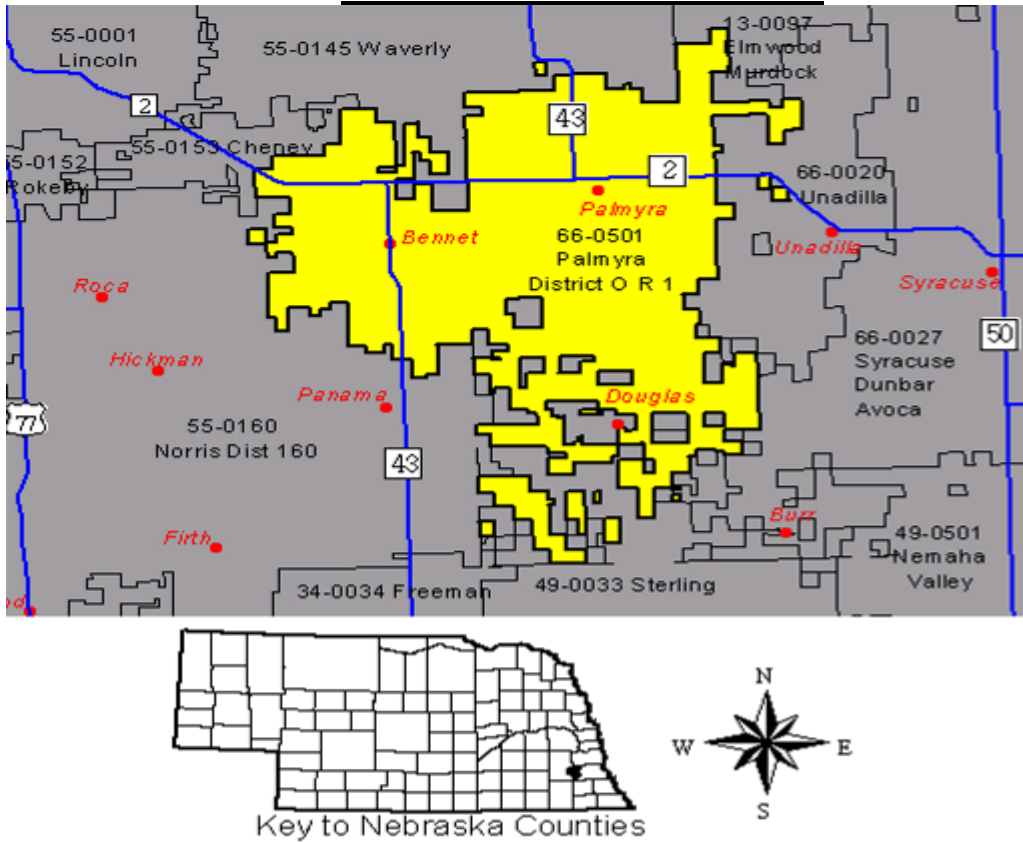 55-0001
Lincoln
55-0145 Waverly
13-0097
Elmwood
Murdock
2
43
55-0153 Cheney
55-0152
Rokeby
2
66-0020
Unadilla
Palmyra
Bennet
66-0501
Palmyra
District O R 1
Unadilla
Roca
Syracuse
50
66-0027
Syracuse
Dunbar
Avoca
Hickman
Panama
Douglas
77
55-0160
Norris Dist 160
43
Firth
Burr
49-0501
Nemaha
Valley
34-0034 Freeman
49-0033 Sterling
od
N
W
E
S
Key to Nebraska Counties